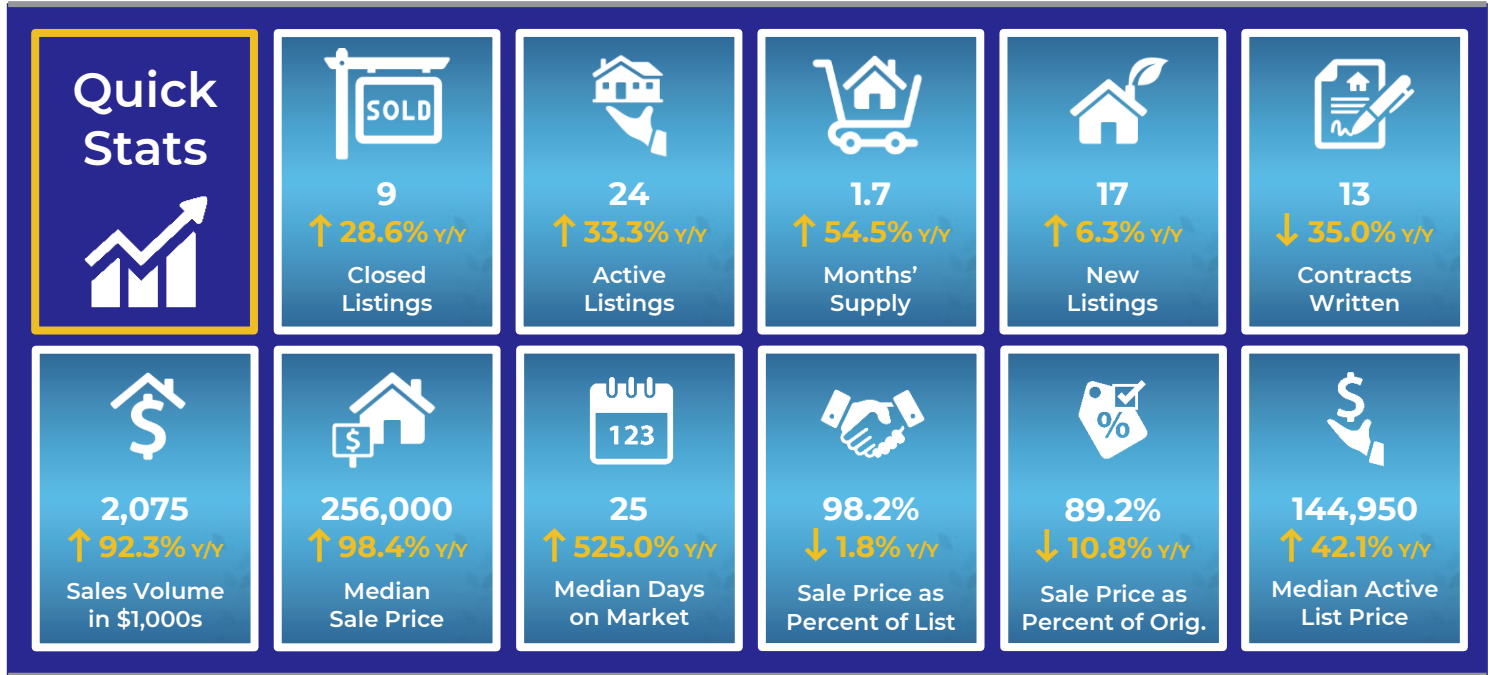 Quick
Stats
SOLD
9
↑ 28.6% Y/Y
Closed
Listings
24
↑ 33.3% Y/Y
Active
Listings
1.7
↑ 54.5% Y/Y
Months’
Supply
17
↑ 6.3% Y/Y
New
Listings
13
↓ 35.0% Y/Y
Contracts
Written
$
2,075
↑ 92.3% Y/Y
Sales Volume
in $1,000s
$
256,000
↑ 98.4% Y/Y
Median
Sale Price
123
25
↑ 525.0% Y/Y
Median Days
on Market
98.2%
↓ 1.8% Y/Y
Sale Price as
Percent of List
%
89.2%
↓ 10.8% Y/Y
Sale Price as
Percent of Orig.
$
144,950
↑ 42.1% Y/Y
Median Active
List Price